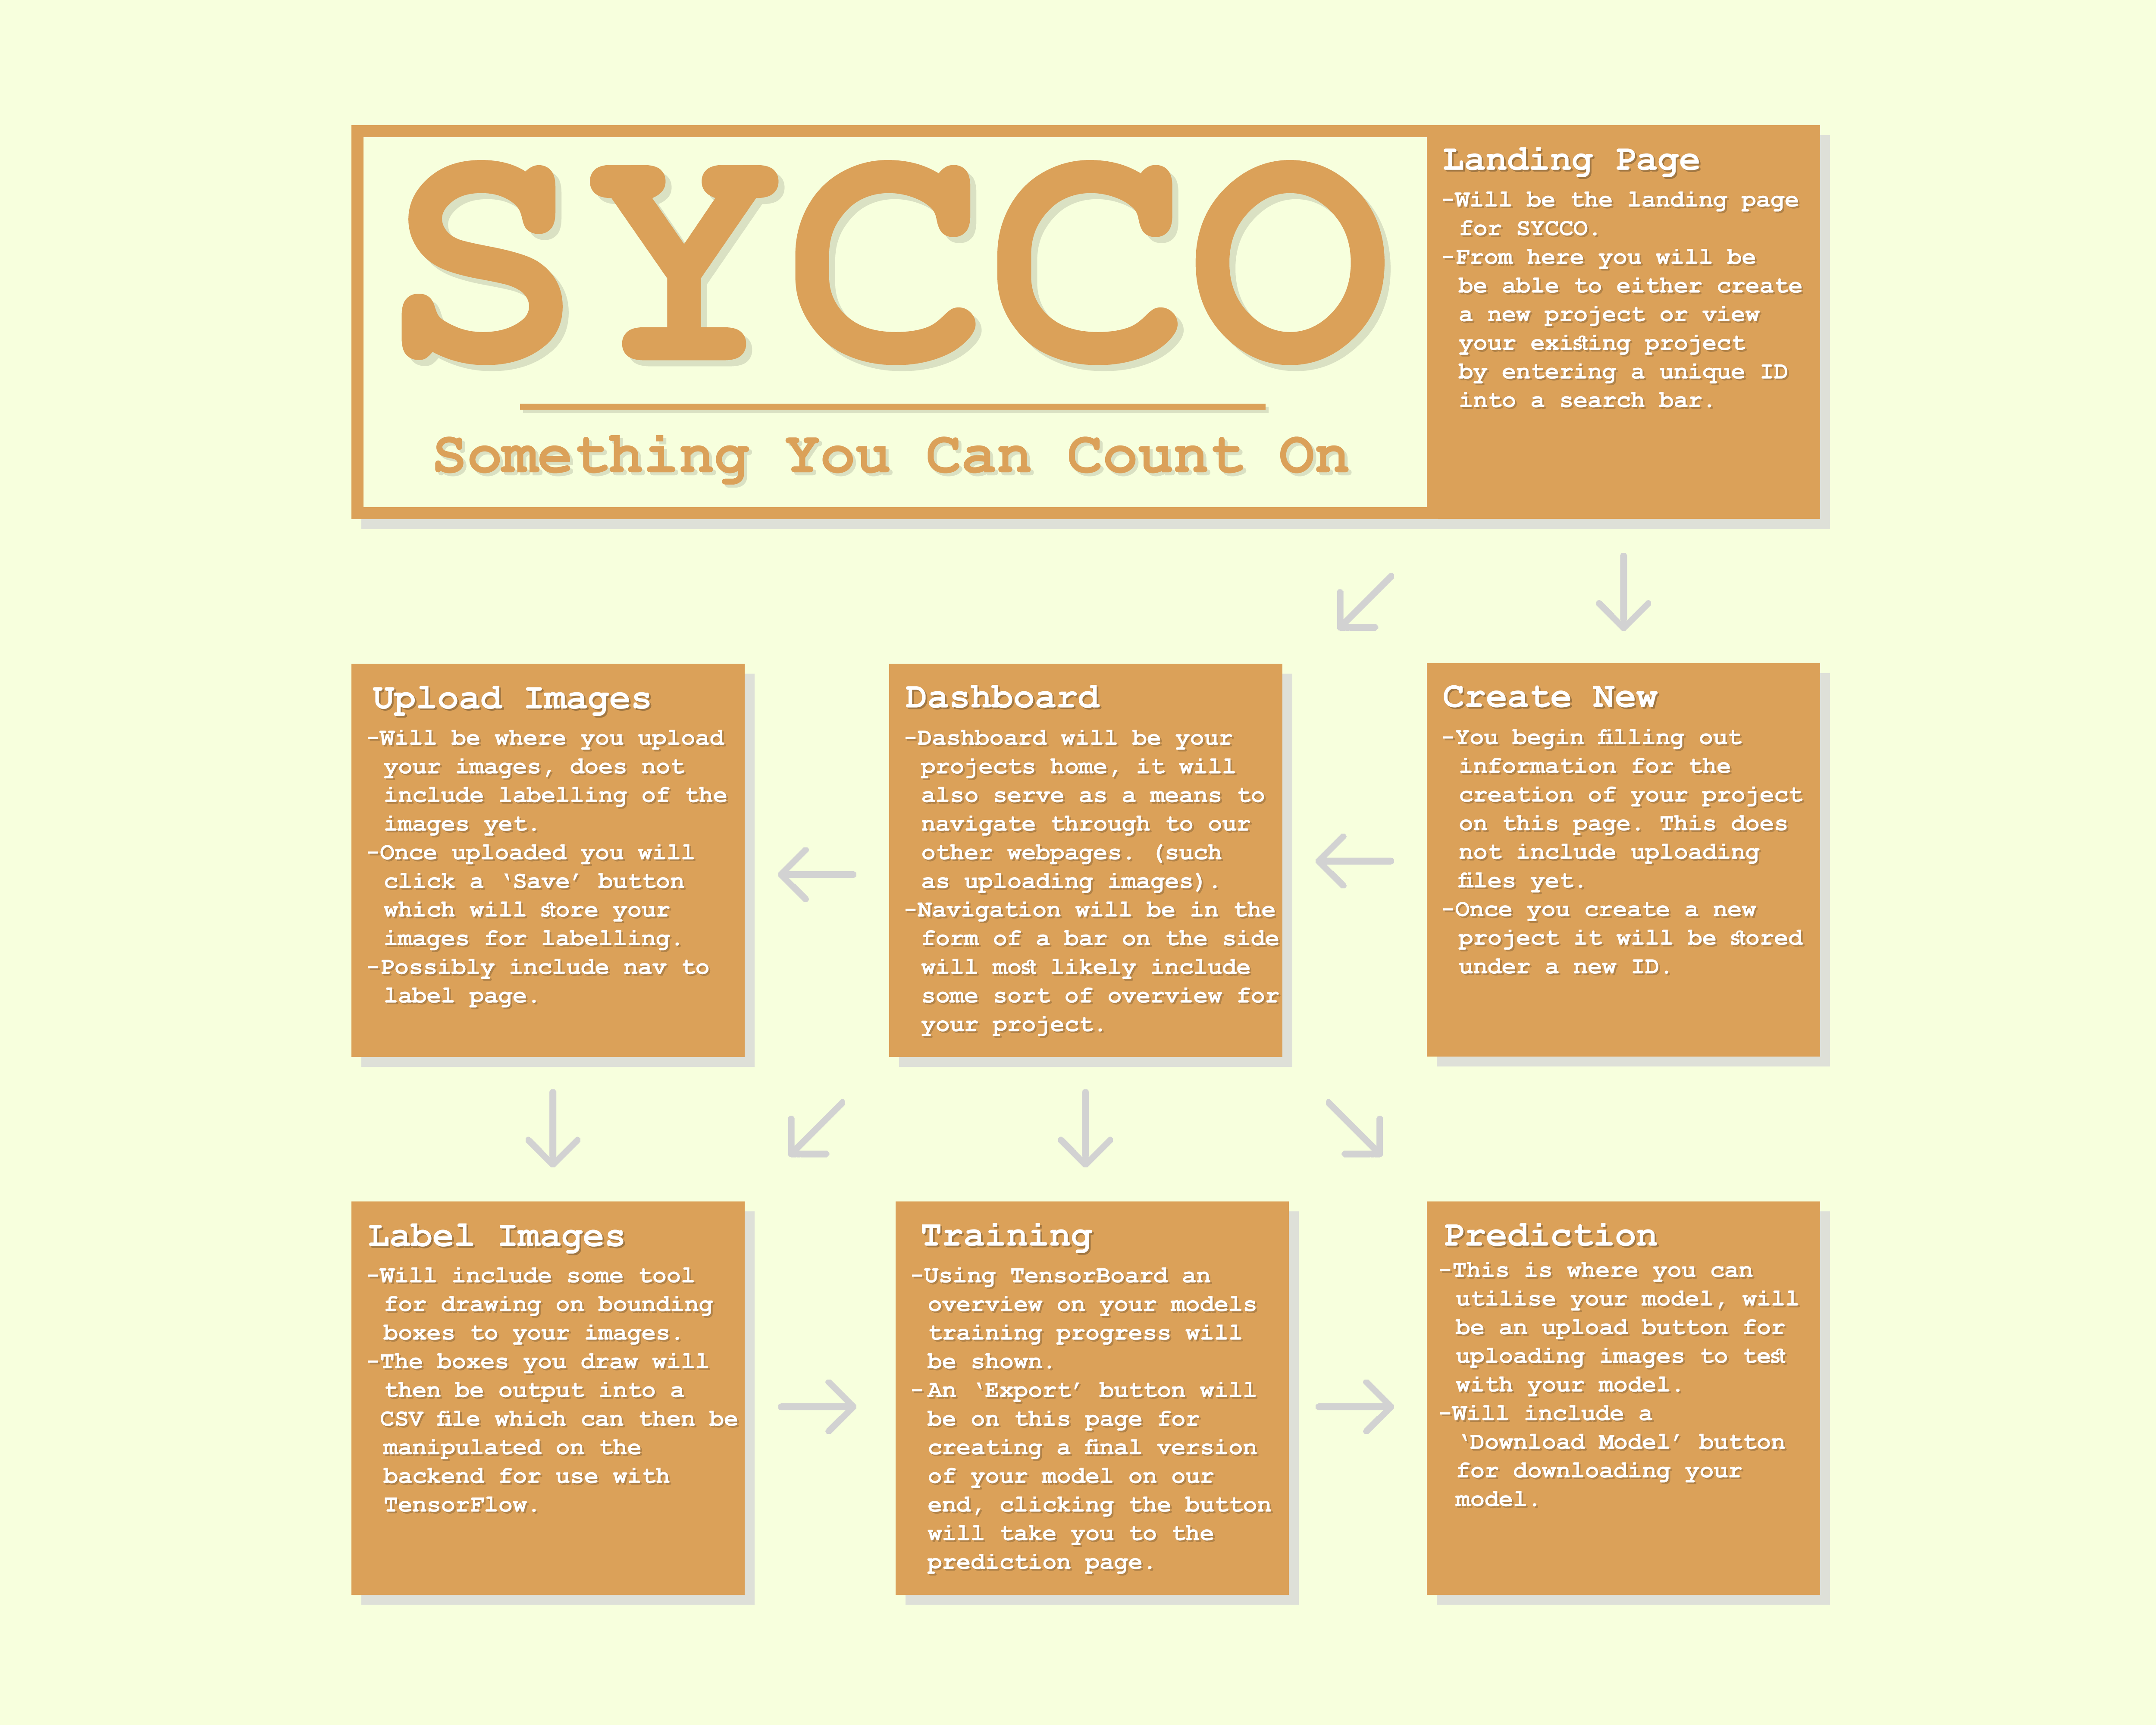 SYCCO
Something You Can Count On
Landing Page
-Will be the landing page
for SYCCO.
-From here you will be
be able to either create
a new project or view
your existing project
by entering a unique ID
into a search bar.
Upload Images
-Will be where you upload
your images, does not
include labelling of the
images yet.
-Once uploaded you will
click a ‘Save’ button
which will store your
images for labelling.
-Possibly include nav to
label page.
Dashboard
-Dashboard will be your
projects home, it will
also serve as a means to
navigate through to our
other webpages. (such
as uploading images).
-Navigation will be in the
form of a bar on the side
will most likely include
some sort of overview for
your project.
Create New
-You begin filling out
information for the
creation of your project
on this page. This does
not include uploading
files yet.
-Once you create a new
project it will be stored
under a new ID.
Label Images
-Will include some tool
for drawing on bounding
boxes to your images.
-The boxes you draw will
then be output into a
CSV file which can then be
manipulated on the
backend for use with
TensorFlow.
Training
-Using TensorBoard an
overview on your models
training progress will
be shown.
-An ‘Export’ button will
be on this page for
creating a final version
of your model on our
end, clicking the button
will take you to the
prediction page.
Prediction
-This is where you can
utilise your model, will
be an upload button for
uploading images to test
with your model.
-Will include a
‘Download Model’ button
for downloading your
model.